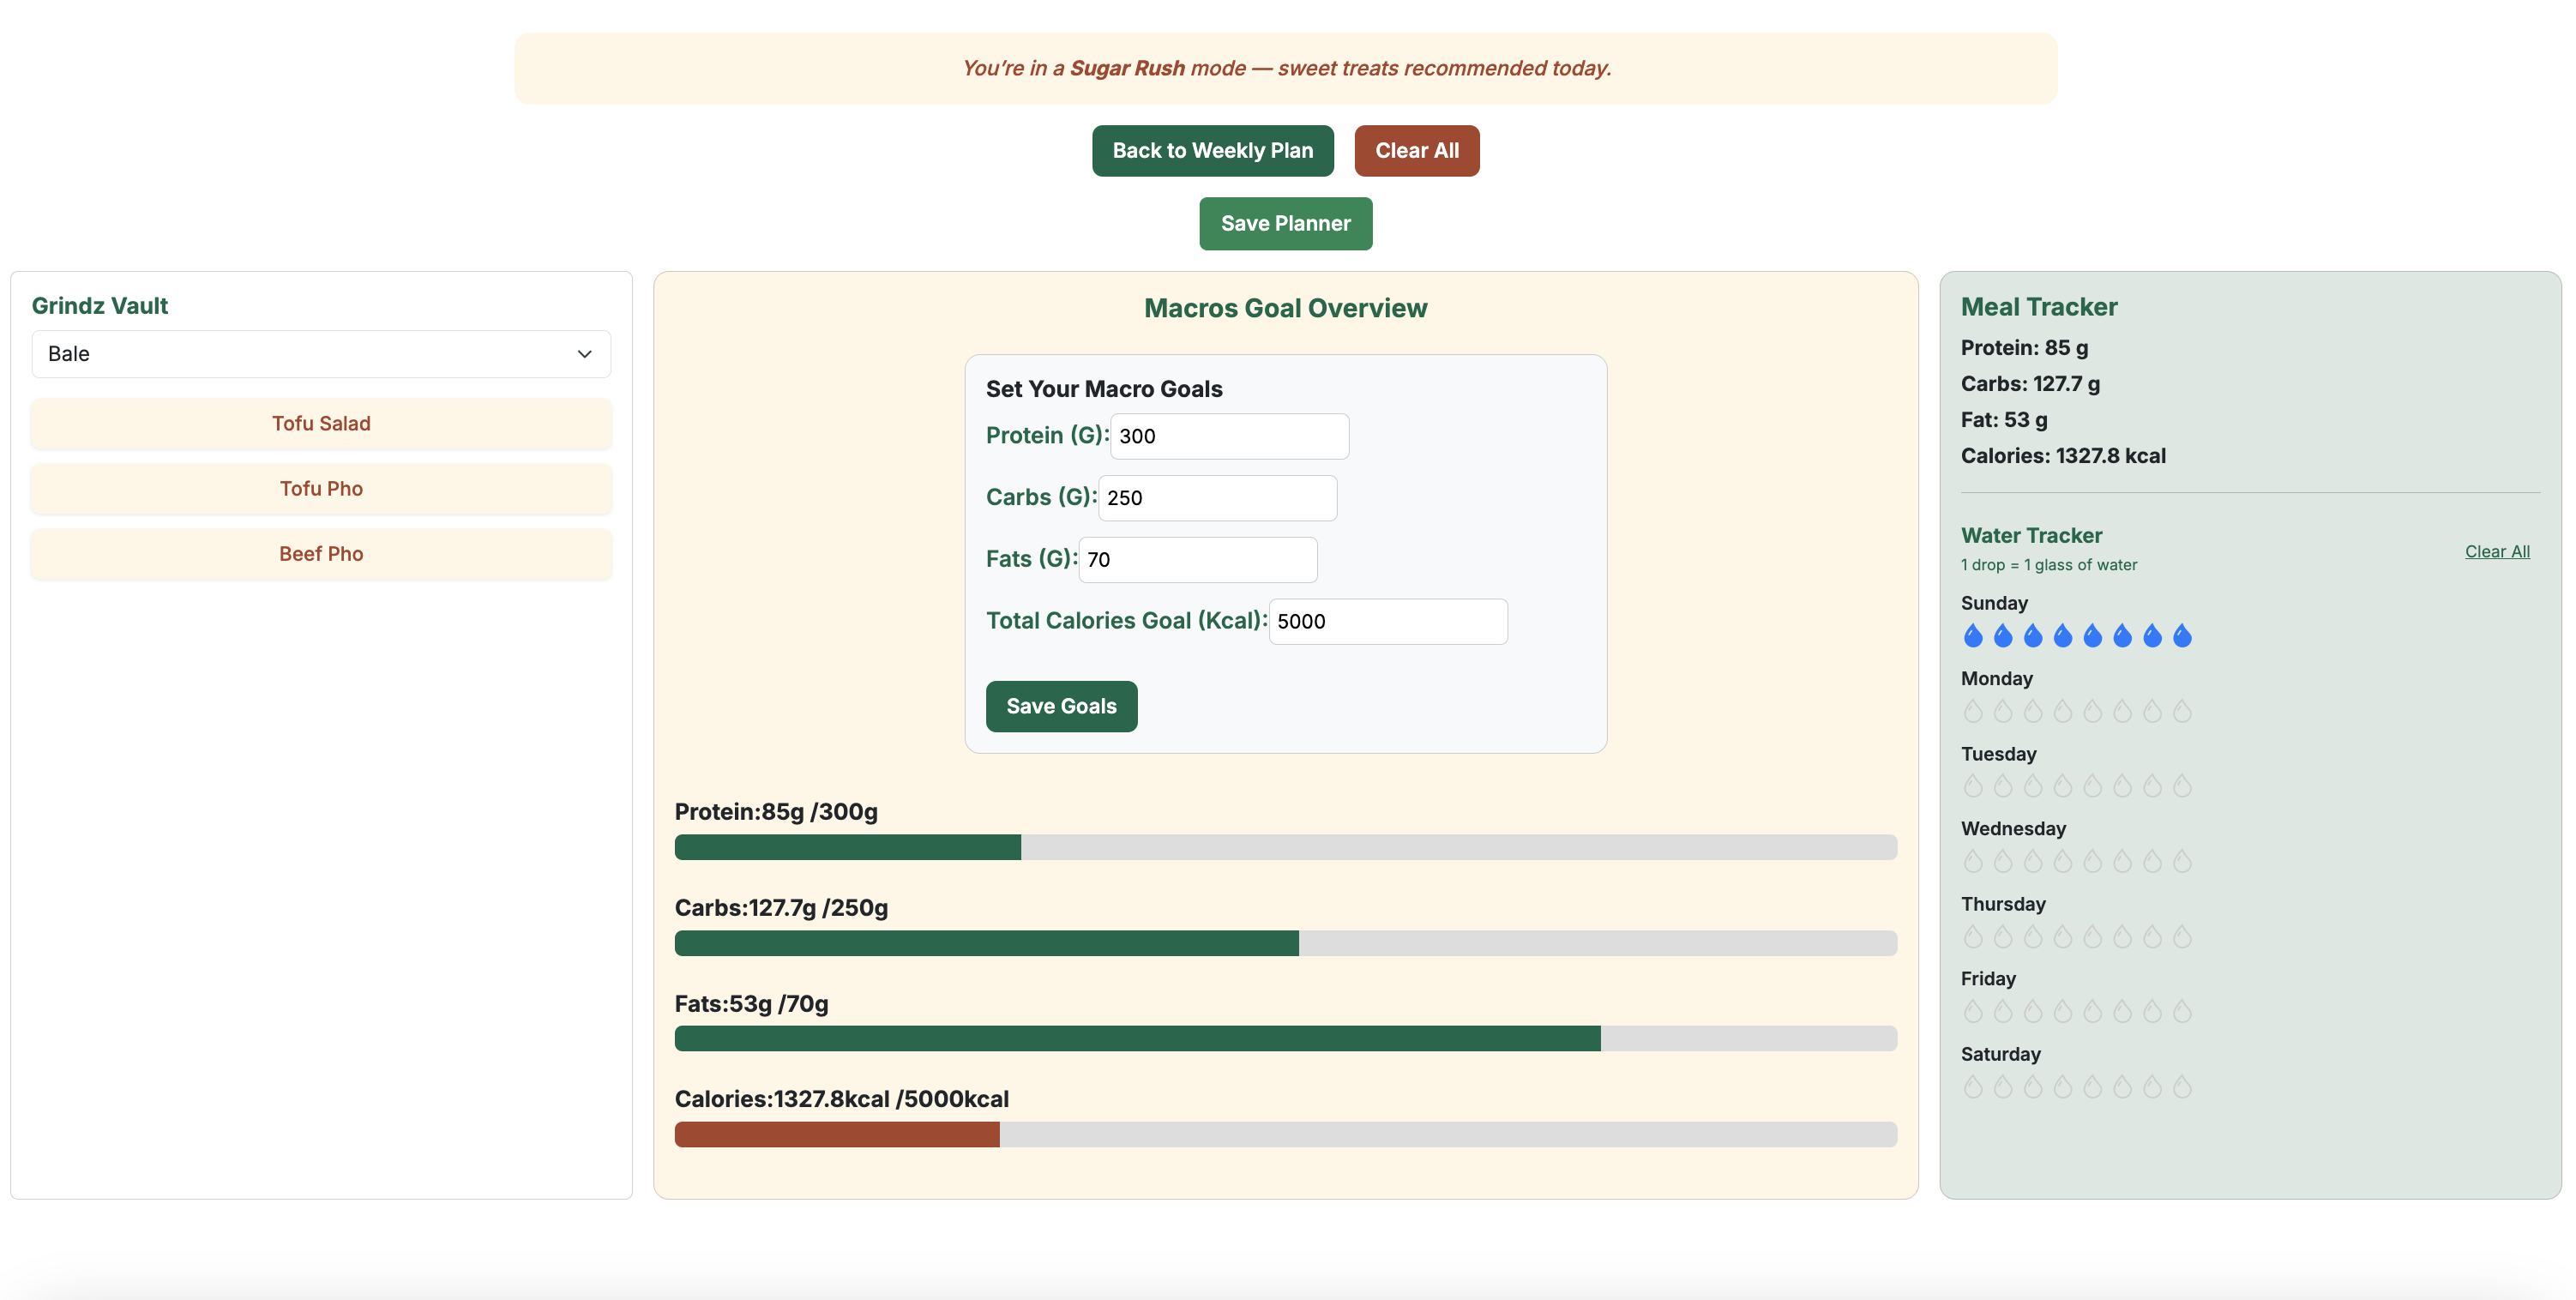 You’re in a Sugar Rush mode — sweet treats recommended today.
Back to Weekly Plan
Clear All
Save Planner
Grindz Vault
Bale
Tofu Salad
Tofu Pho
Beef Pho
Macros Goal Overview
Set Your Macro Goals
Protein (G): 300
Carbs (G): 250
Fats (G): 70
Total Calories Goal (Kcal): 5000
Save Goals
Protein:85g /300g
Carbs:127.7g /250g
Fats:53g /70g
Calories:1327.8kcal /5000kcal
Meal Tracker
Protein: 85 g
Carbs: 127.7 g
Fat: 53 g
Calories: 1327.8 kcal
Water Tracker
1 drop = 1 glass of water
Clear All
Sunday
Monday
Tuesday
Wednesday
Thursday
Friday
Saturday